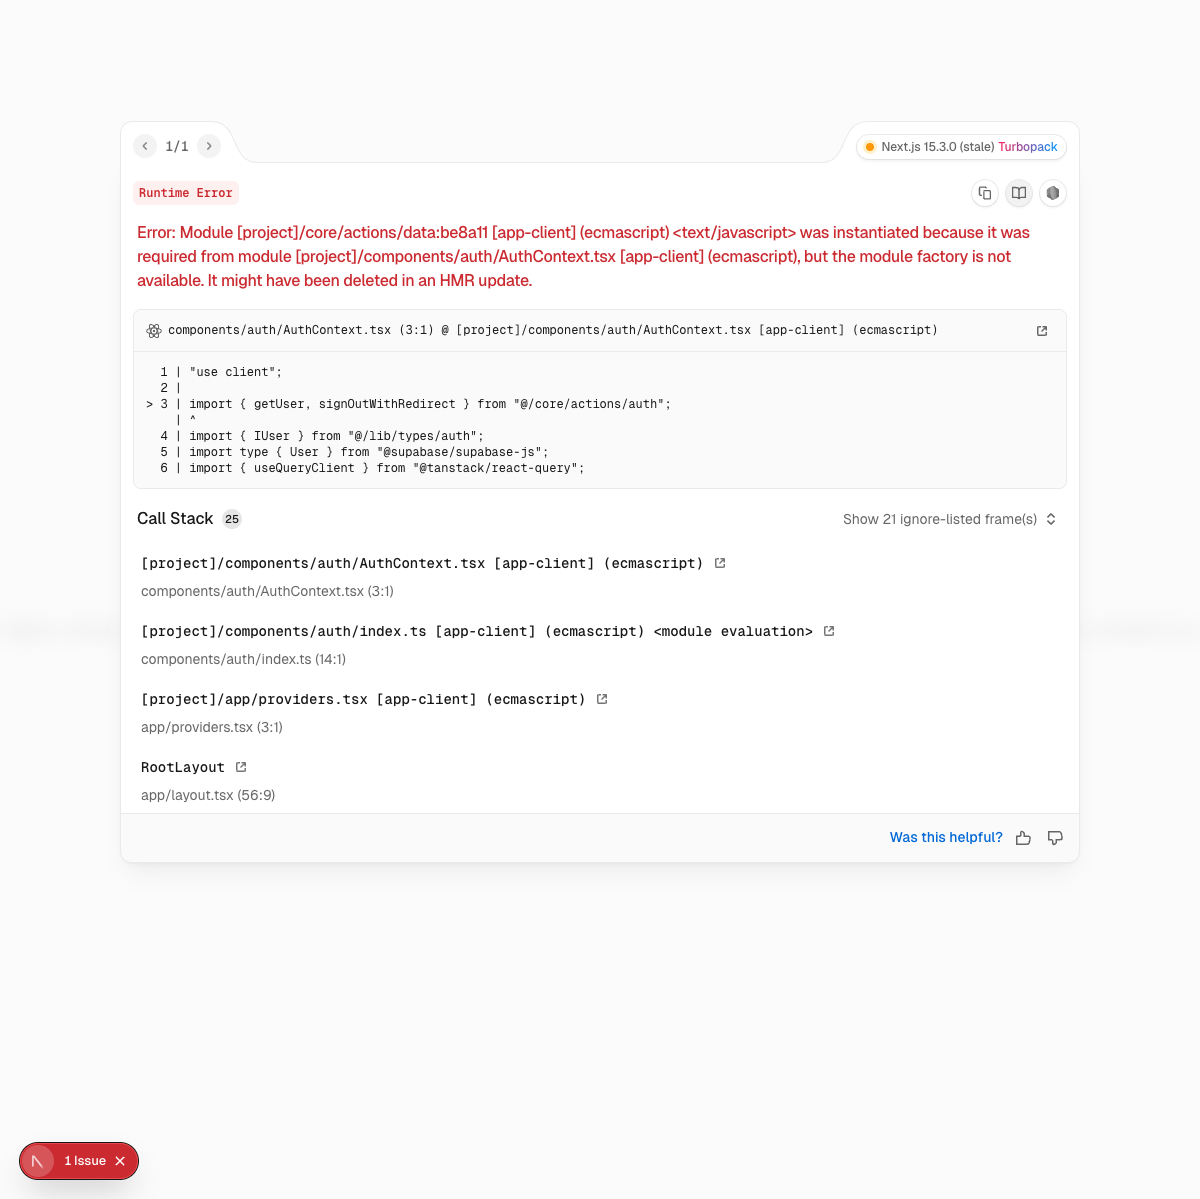 1/1
Next.js 15.3.0 (stale) Turbopack
Runtime Error
Error: Module [project]/core/actions/data:be8a11 [app-client] (ecmascript) <text/javascript> was instantiated because it was
required from module [project]/components/auth/AuthContext.tsx [app-client] (ecmascript), but the module factory is not
available. It might have been deleted in an HMR update.
components/auth/AuthContext.tsx (3:1) @ [project]/components/auth/AuthContext.tsx [app-client] (ecmascript)
1 | "use client";
2 |
> 3 | import { getUser, signOutWithRedirect } from "@/core/actions/auth";
| ^
4 | import { IUser } from "@/lib/types/auth";
5 | import type { User } from "@supabase/supabase-js";
6 | import { useQueryClient } from "@tanstack/react-query";
Call Stack 25
Show 21 ignore-listed frame(s)
[project]/components/auth/AuthContext.tsx [app-client] (ecmascript)
components/auth/AuthContext.tsx (3:1)
[project]/components/auth/index.ts [app-client] (ecmascript) <module evaluation>
components/auth/index.ts (14:1)
[project]/app/providers.tsx [app-client] (ecmascript)
app/providers.tsx (3:1)
RootLayout
app/layout.tsx (56:9)
Was this helpful?
1 Issue